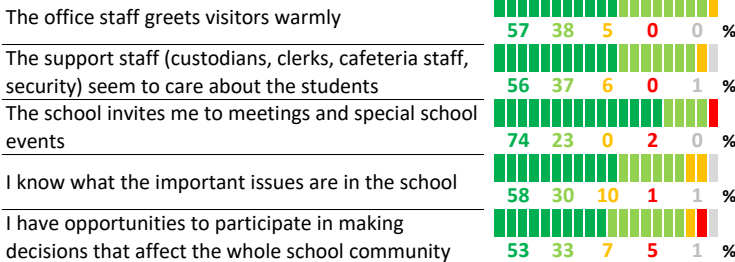 The office staff greets visitors warmly
57 38 5 0 0 %
The support staff (custodians, clerks, cafeteria staff,
security) seem to care about the students
56 37 6 0 1 %
The school invites me to meetings and special school
events
74 23 0 2 0 %
I know what the important issues are in the school
58 30 10 1 1 %
I have opportunities to participate in making
decisions that affect the whole school community
53 33 7 5 1 %